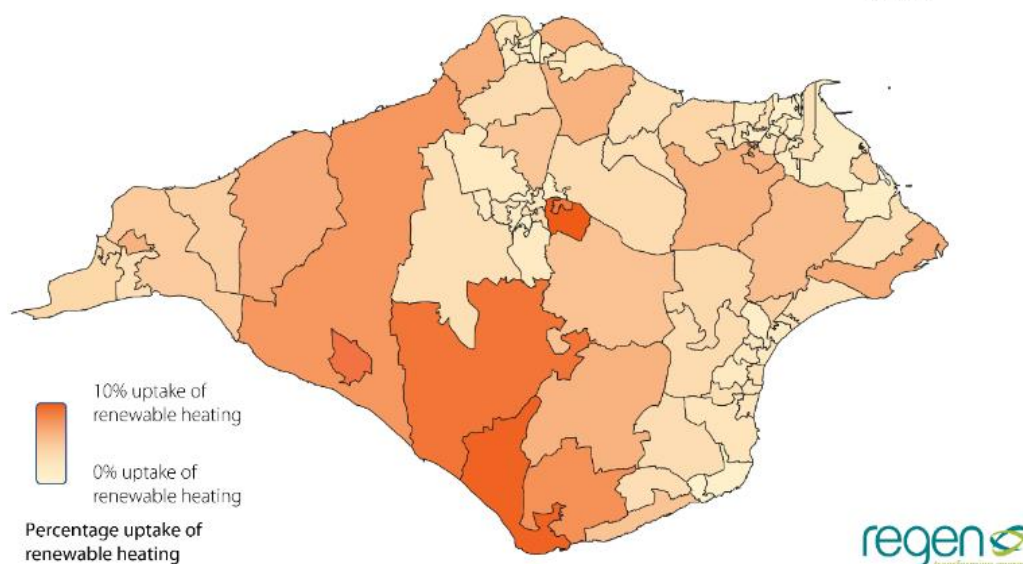 10% uptake of
renewable heating
0% uptake of
renewable heating
Percentage uptake of
renewable heating
regen